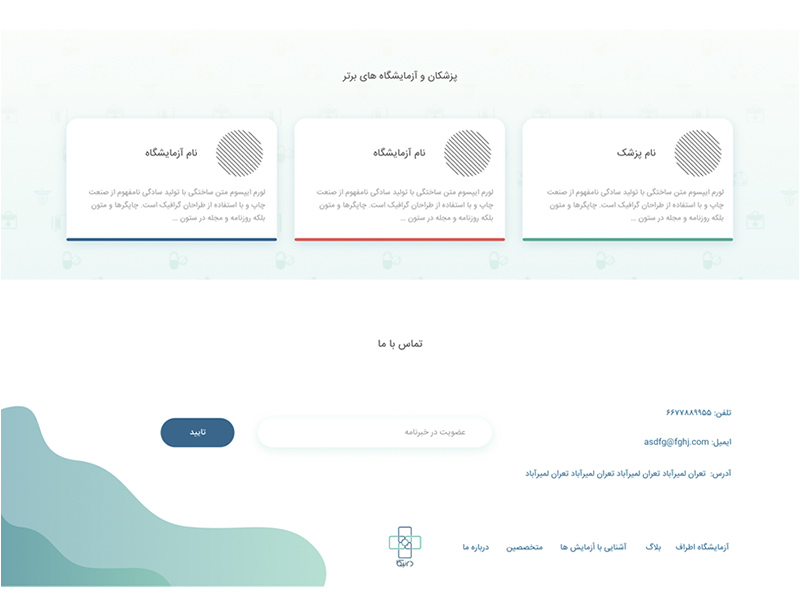 پزشکان و آزمایشگاه های برتر
نام پزشک
لورم ایپسوم متن ساختگی با تولید سادگی نامفهوم از صنعت
چاپ و با استفاده از طراحان گرافیک است. چاپگرها و متون
بلکه روزنامه و مجله در ستون ...
نام آزمایشگاه
لورم ایپسوم متن ساختگی با تولید سادگی نامفهوم از صنعت
چاپ و با استفاده از طراحان گرافیک است. چاپگرها و متون
بلکه روزنامه و مجله در ستون ...
نام آزمایشگاه
لورم ایپسوم متن ساختگی با تولید سادگی نامفهوم از صنعت
چاپ و با استفاده از طراحان گرافیک است. چاپگرها و متون
بلکه روزنامه و مجله در ستون ...
تماس با ما
تلفن: ۶۶۷۷۸۸۹۹۵۵
ایمیل: asdfg@fghj.com
آدرس: تعران لمیرآباد تعران لمیرآباد تعران لمیرآباد تعران لمیرآباد
عضویت در خبرنامه
تایید
آزمایشگاه اطراف
بلاگ
آشنایی با آزمایش ها
متخصصین
درباره ما